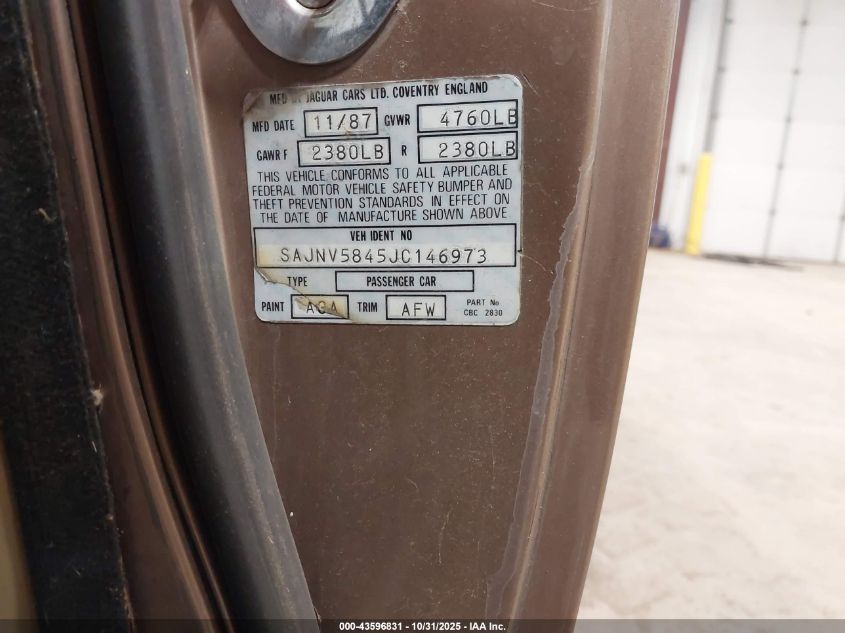 MFD BY JAGUAR CARS LTD. COVENTRY ENGLAND
MFD DATE 11/87 GVWR 4760LB
GAWR F 2380LB R 2380LB
THIS VEHICLE CONFORMS TO ALL APPLICABLE
FEDERAL MOTOR VEHICLE SAFETY BUMPER AND
THEFT PREVENTION STANDARDS IN EFFECT ON
THE DATE OF MANUFACTURE SHOWN ABOVE
VEH IDENT NO
SAJNV5845JC146973
TYPE PASSENGER CAR
PAINT TRIM AFW PART No
CBC 2830
000-43596831 - 10/31/2025 - IAA Inc.